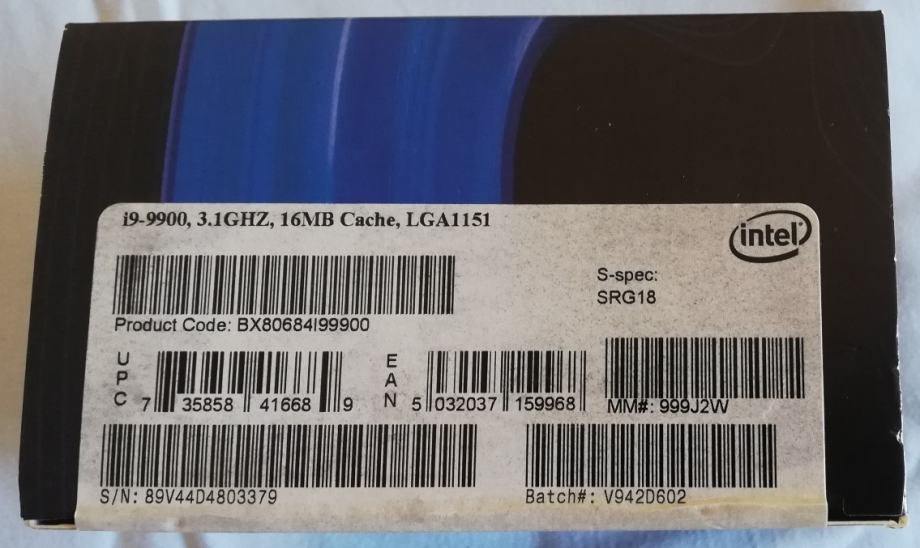 i9-9900, 3.1GHZ, 16MB Cache, LGA1151
intel
S-spec:
SRG18
Product Code: BX80684I99900
UPC 7 35858 41668 9
EAN 5 032037 159968
MM#: 999J2W
S/N: 89V44D4803379
Batch#: V942D602